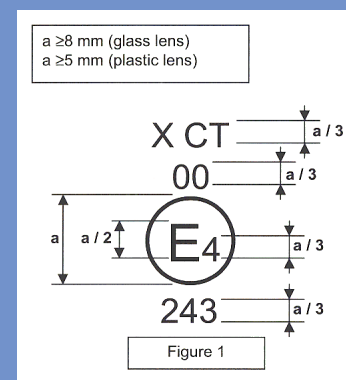 a ≥8 mm (glass lens)
a ≥5 mm (plastic lens)
X CT
a / 3
00
a / 3
a
a / 2
E4
a / 3
243
a / 3
Figure 1